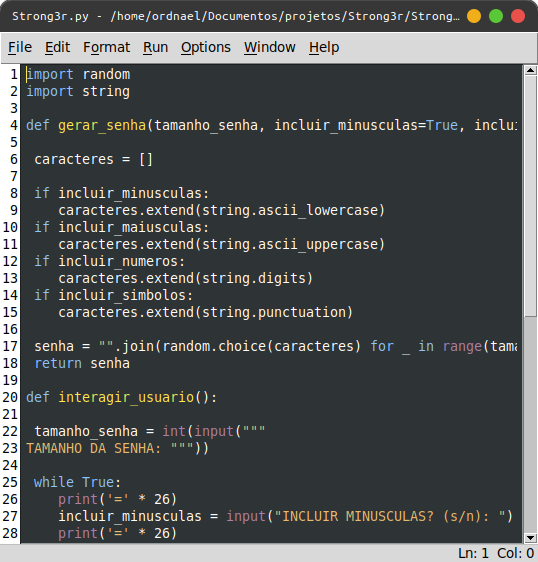 Strong3r.py - /home/ordnael/Documentos/projetos/Strong3r/Strong...
File Edit Format Run Options Window Help
1 import random
2 import string
3
4 def gerar_senha(tamanho_senha, incluir_minusculas=True, inclui
5
6 caracteres = []
7
8 if incluir_minusculas:
9 caracteres.extend(string.ascii_lowercase)
10 if incluir_maiusculas:
11 caracteres.extend(string.ascii_uppercase)
12 if incluir_numeros:
13 caracteres.extend(string.digits)
14 if incluir_simbolos:
15 caracteres.extend(string.punctuation)
16
17 senha = "".join(random.choice(caracteres) for _ in range(tama
18 return senha
19
20 def interagir_usuario():
21
22 tamanho_senha = int(input("""
23 TAMANHO DA SENHA: """))
24
25 while True:
26 print('=' * 26)
27 incluir_minusculas = input("INCLUIR MINUSCULAS? (s/n): ")
28 print('=' * 26)
Ln: 1 Col: 0